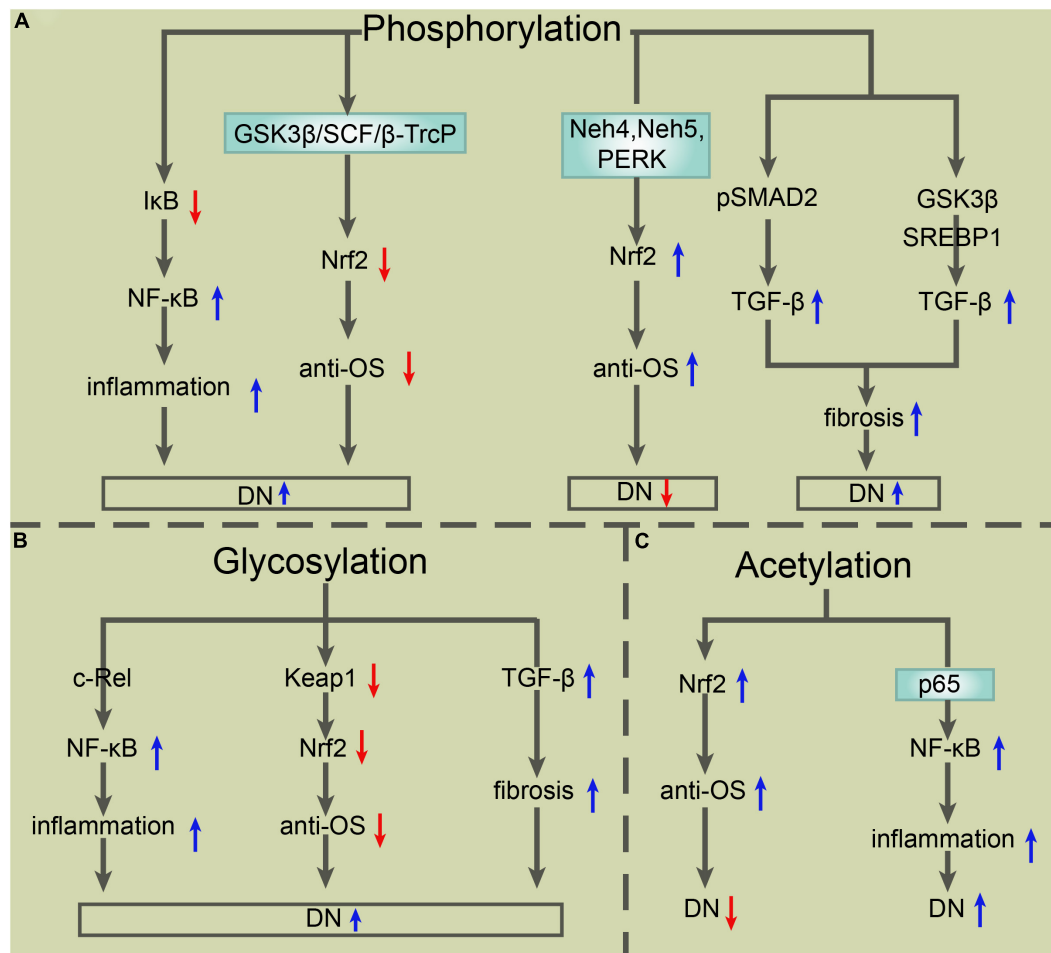 A
Phosphorylation
GSK3β/SCF/β-TrcP
Neh4,Neh5,
PERK
IκB
pSMAD2
GSK3β
SREBP1
Nrf2
Nrf2
NF-κB
TGF-β
TGF-β
anti-OS
anti-OS
inflammation
fibrosis
DN
DN
DN
B
Glycosylation
c-Rel
Keap1
TGF-β
NF-κB
Nrf2
fibrosis
inflammation
anti-OS
DN
C
Acetylation
Nrf2
p65
NF-κB
anti-OS
inflammation
DN
DN